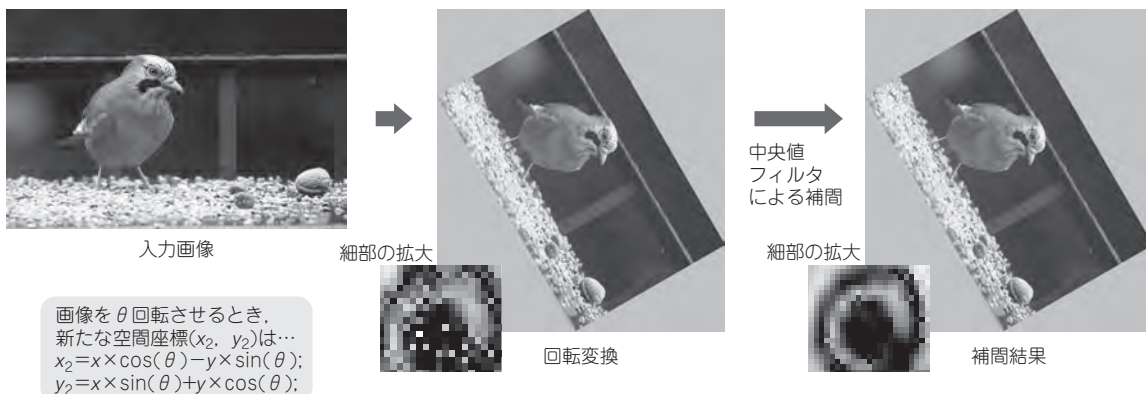 入力画像
画像をθ回転させるとき，
新たな空間座標(x₂，y₂)は…
x₂=x×cos(θ)−y×sin(θ);
y₂=x×sin(θ)+y×cos(θ);
細部の拡大
回転変換
中央値
フィルタ
による補間
細部の拡大
補間結果